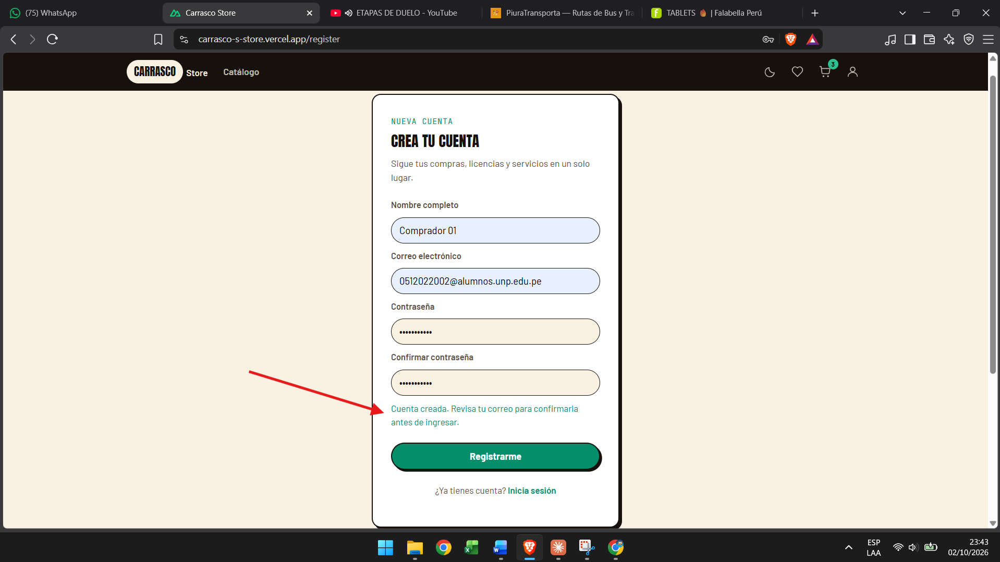 (75) WhatsApp
Carrasco Store
ETAPAS DE DUELO - YouTube
PiuraTransporta — Rutas de Bus y Tra
TABLETS 🔥 | Falabella Perú
carrasco-s-store.vercel.app/register
CARRASCO Store
Catálogo
3
NUEVA CUENTA
CREA TU CUENTA
Sigue tus compras, licencias y servicios en un solo
lugar.
Nombre completo
Comprador 01
Correo electrónico
0512022002@alumnos.unp.edu.pe
Contraseña
•••••••••••
Confirmar contraseña
•••••••••••
Cuenta creada. Revisa tu correo para confirmarla
antes de ingresar.
Registrarme
¿Ya tienes cuenta? Inicia sesión
ESP
LAA
23:43
02/10/2026